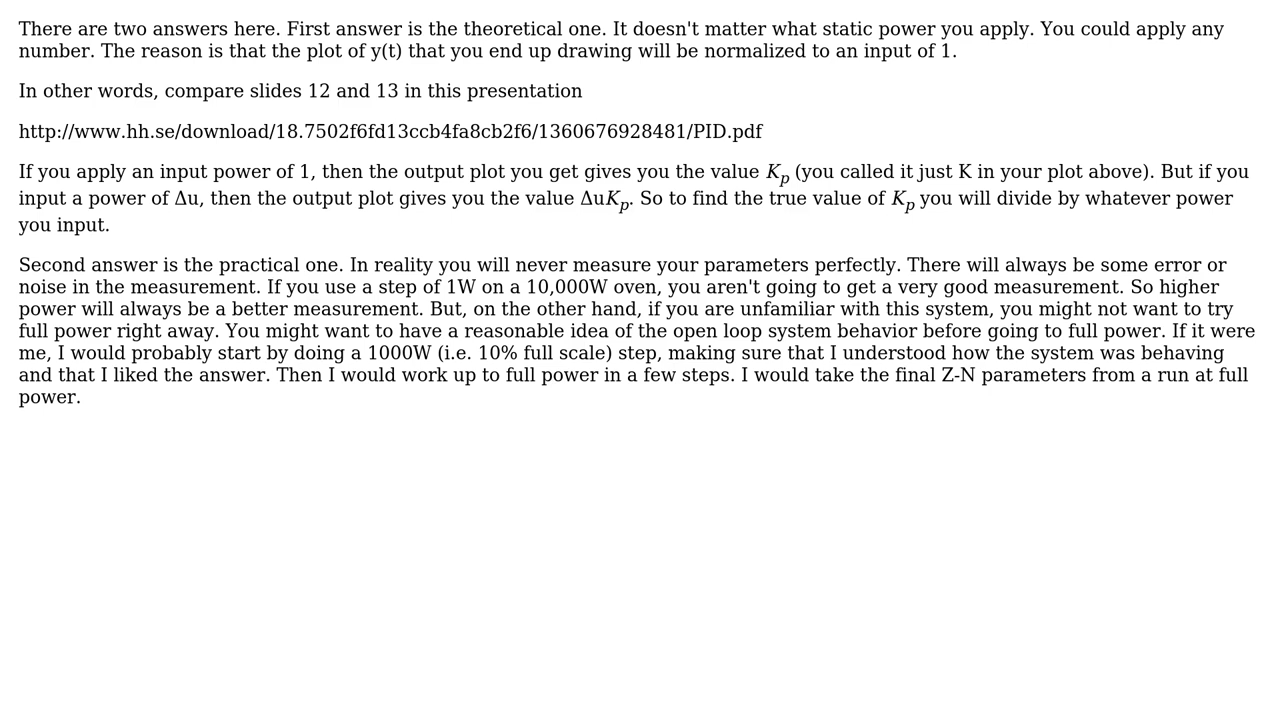 There are two answers here. First answer is the theoretical one. It doesn't matter what static power you apply. You could apply any
number. The reason is that the plot of y(t) that you end up drawing will be normalized to an input of 1.
In other words, compare slides 12 and 13 in this presentation
http://www.hh.se/download/18.7502f6fd13ccb4fa8cb2f6/1360676928481/PID.pdf
If you apply an input power of 1, then the output plot you get gives you the value Kp (you called it just K in your plot above). But if you
input a power of Δu, then the output plot gives you the value ΔuKp. So to find the true value of Kp you will divide by whatever power
you input.
Second answer is the practical one. In reality you will never measure your parameters perfectly. There will always be some error or
noise in the measurement. If you use a step of 1W on a 10,000W oven, you aren't going to get a very good measurement. So higher
power will always be a better measurement. But, on the other hand, if you are unfamiliar with this system, you might not want to try
full power right away. You might want to have a reasonable idea of the open loop system behavior before going to full power. If it were
me, I would probably start by doing a 1000W (i.e. 10% full scale) step, making sure that I understood how the system was behaving
and that I liked the answer. Then I would work up to full power in a few steps. I would take the final Z-N parameters from a run at full
power.